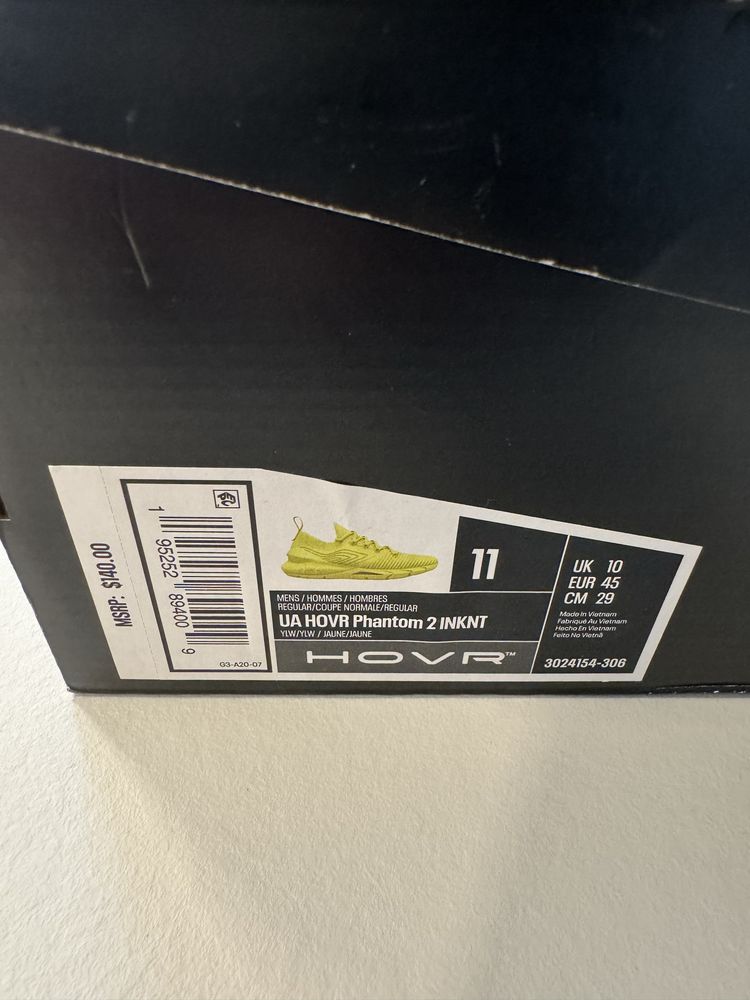 MSRP: $140.00
1 95252 89400 9
G3-A20-07
MENS / HOMMES / HOMBRES
REGULAR/COUPE NORMALE/REGULAR
UA HOVR Phantom 2 INKNT
YLW/YLW / JAUNE/JAUNE
HOVR™
11
UK 10
EUR 45
CM 29
Made In Vietnam
Fabriqué Au Vietnam
Hecho En Vietnam
Feito No Vietnã
3024154-306